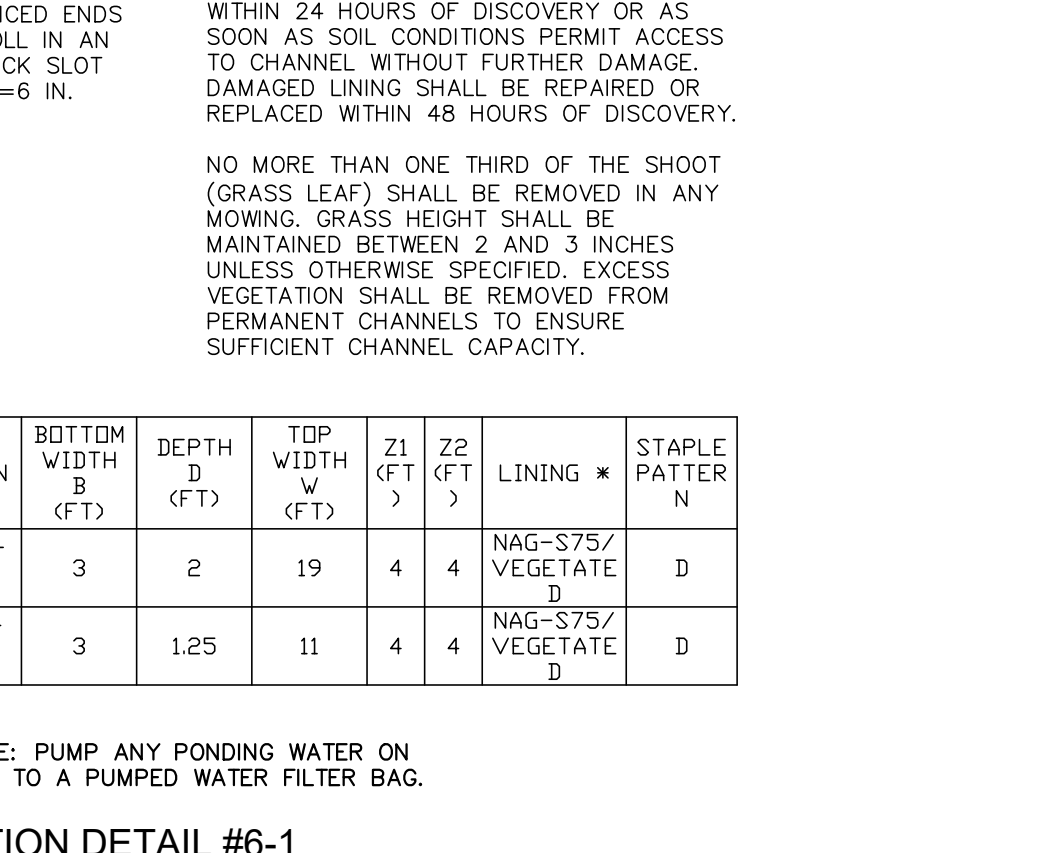 ICED ENDS
OLL IN AN
CK SLOT
=6 IN.
WITHIN 24 HOURS OF DISCOVERY OR AS
SOON AS SOIL CONDITIONS PERMIT ACCESS
TO CHANNEL WITHOUT FURTHER DAMAGE.
DAMAGED LINING SHALL BE REPAIRED OR
REPLACED WITHIN 48 HOURS OF DISCOVERY.
NO MORE THAN ONE THIRD OF THE SHOOT
(GRASS LEAF) SHALL BE REMOVED IN ANY
MOWING. GRASS HEIGHT SHALL BE
MAINTAINED BETWEEN 2 AND 3 INCHES
UNLESS OTHERWISE SPECIFIED. EXCESS
VEGETATION SHALL BE REMOVED FROM
PERMANENT CHANNELS TO ENSURE
SUFFICIENT CHANNEL CAPACITY.
N
BOTTOM
WIDTH
B
(FT)
DEPTH
D
(FT)
TOP
WIDTH
W
(FT)
Z1
(FT
)
Z2
(FT
)
LINING *
STAPLE
PATTER
N
3
2
19
4
4
NAG-S75/
VEGETATE
D
D
3
1.25
11
4
4
NAG-S75/
VEGETATE
D
D
E: PUMP ANY PONDING WATER ON
TO A PUMPED WATER FILTER BAG.
TION DETAIL #6-1